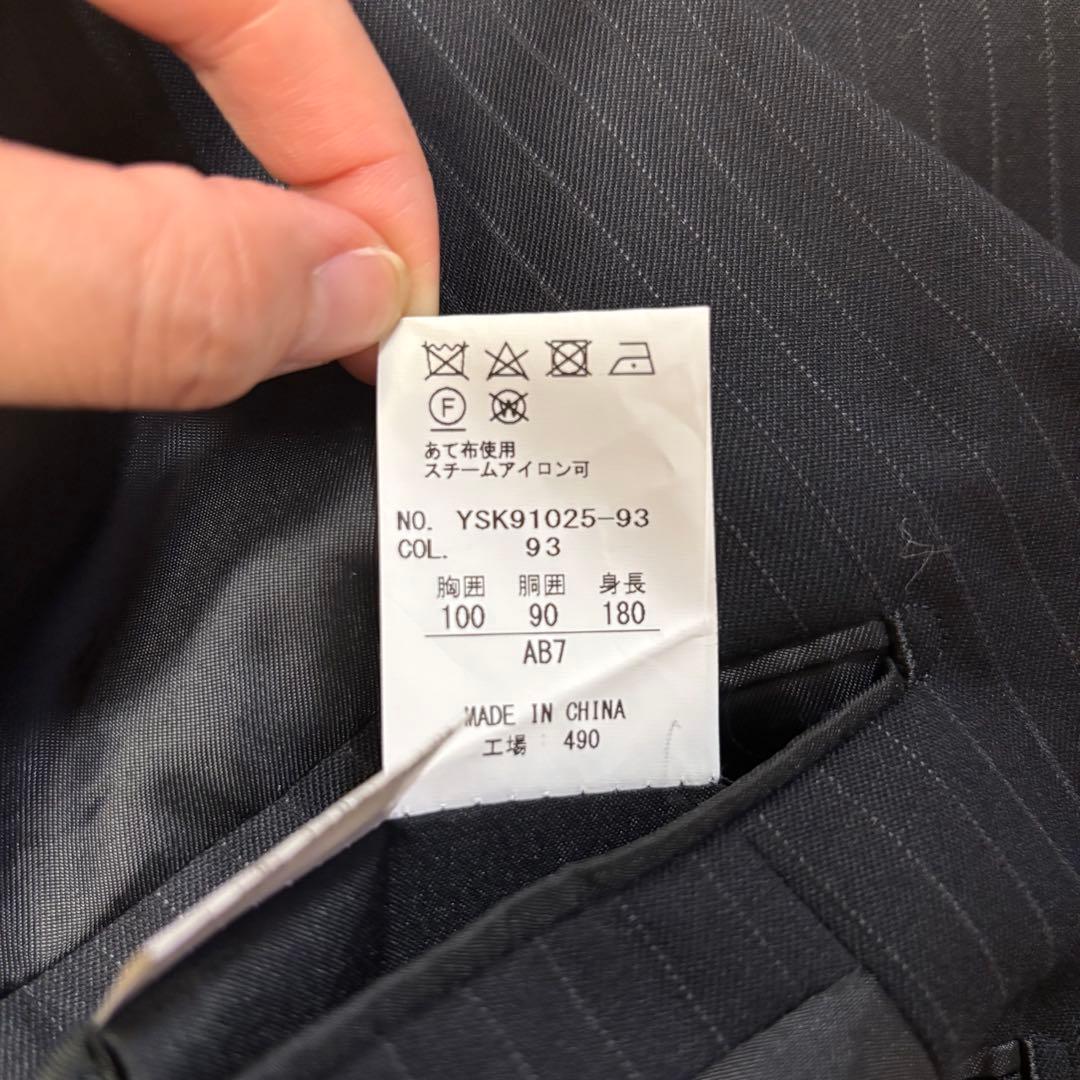 F
W
あて布使用
スチームアイロン可
NO. YSK91025-93
COL. 93
胸囲 胴囲 身長
100 90 180
AB7
MADE IN CHINA
工場 : 490